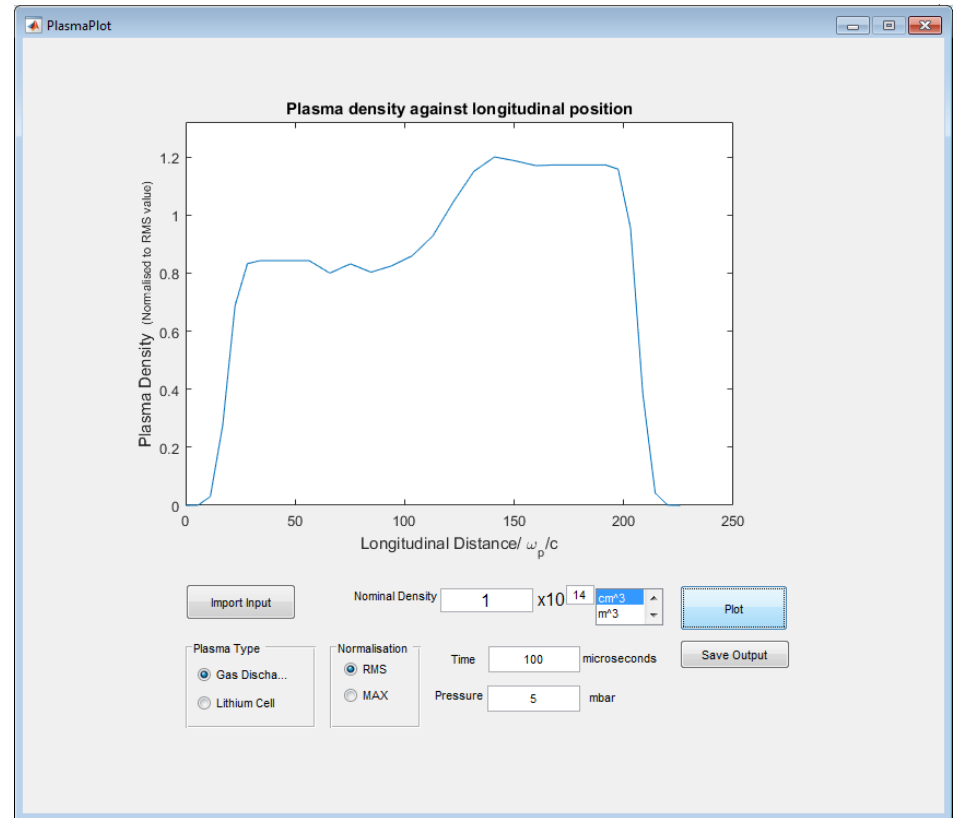 PlasmaPlot
Plasma density against longitudinal position
Plasma Density (Normalised to RMS value)
1.2
1
0.8
0.6
0.4
0.2
0
0 50 100 150 200 250
Longitudinal Distance/ ω_p/c
Import Input
Nominal Density 1 x10 14 cm^3
m^3
Plot
Plasma Type
Gas Discha...
Lithium Cell
Normalisation
RMS
MAX
Time 100 microseconds
Pressure 5 mbar
Save Output